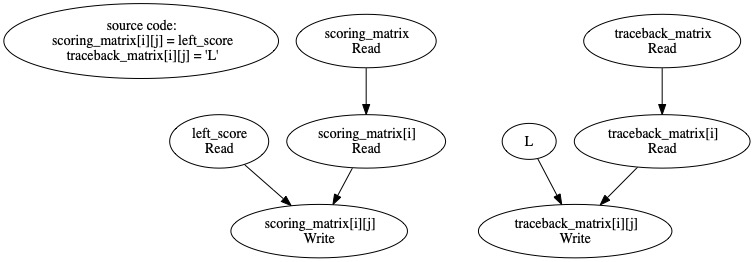 source code:
scoring_matrix[i][j] = left_score
traceback_matrix[i][j] = 'L'
scoring_matrix
Read
traceback_matrix
Read
left_score
Read
scoring_matrix[i]
Read
L
traceback_matrix[i]
Read
scoring_matrix[i][j]
Write
traceback_matrix[i][j]
Write